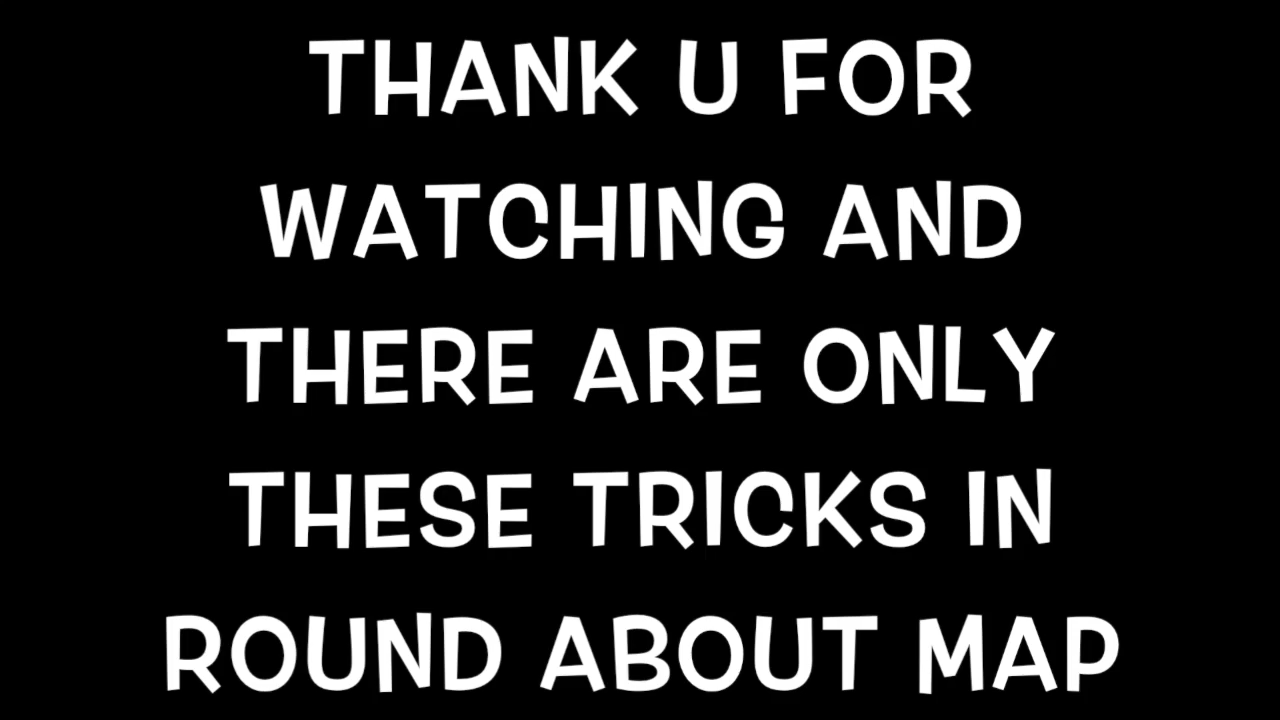 THANK U FOR
WATCHING AND
THERE ARE ONLY
THESE TRICKS IN
ROUND ABOUT MAP